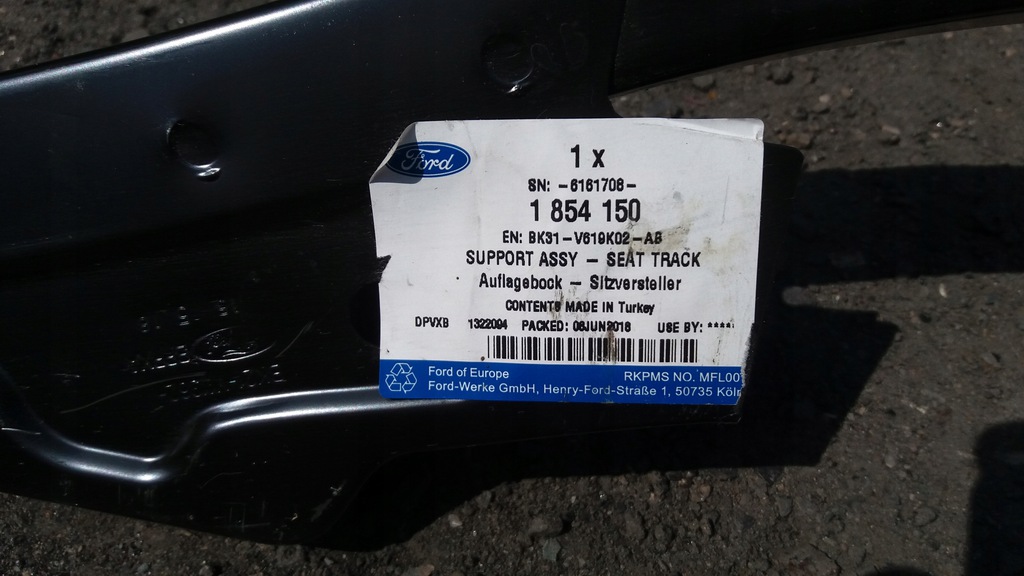 Ford
1 x
SN: -6161708-
1 854 150
EN: BK31-V619K02-AB
SUPPORT ASSY - SEAT TRACK
Auflagebock - Sitzversteller
CONTENTS MADE IN Turkey
DPVXB 1322094 PACKED: 06JUN2018 USE BY: ****
Ford of Europe RKPMS NO. MFL00
Ford-Werke GmbH, Henry-Ford-Straße 1, 50735 Köln